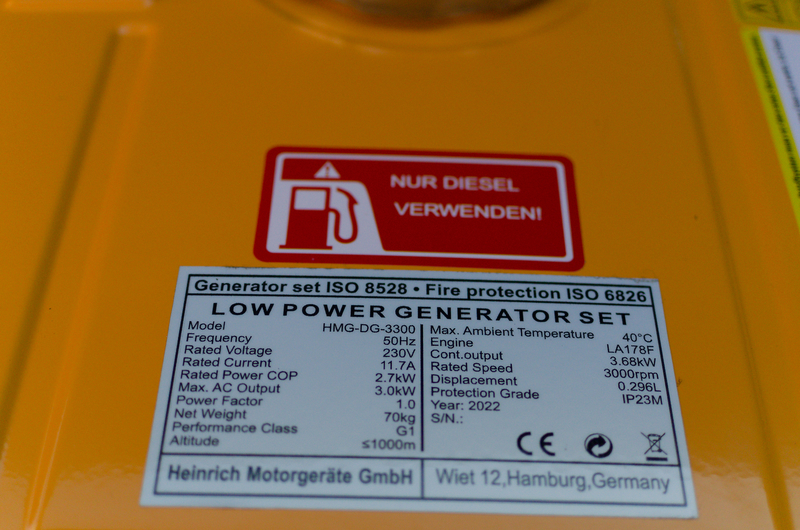 NUR DIESEL
VERWENDEN!
Generator set ISO 8528 • Fire protection ISO 6826
LOW POWER GENERATOR SET
Model HMG-DG-3300
Frequency 50Hz
Rated Voltage 230V
Rated Current 11.7A
Rated Power COP 2.7kW
Max. AC Output 3.0kW
Power Factor 1.0
Net Weight 70kg
Performance Class G1
Altitude ≤1000m
Max. Ambient Temperature 40°C
Engine LA178F
Cont.output 3.68kW
Rated Speed 3000rpm
Displacement 0.296L
Protection Grade IP23M
Year: 2022
S/N.:
CE
Heinrich Motorgeräte GmbH
Wiet 12,Hamburg,Germany